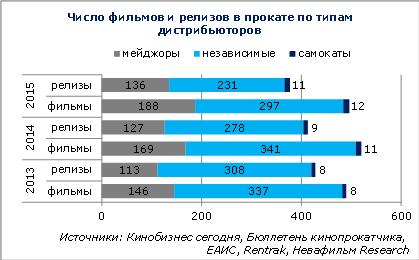 Число фильмов и релизов в прокате по типам
дистрибьюторов
мейджоры независимые самокаты
2015 релизы 136 231 11
фильмы 188 297 12
2014 релизы 127 278 9
фильмы 169 341 11
2013 релизы 113 308 8
фильмы 146 337 8
0 200 400 600
Источники: Кинобизнес сегодня, Бюллетень кинопрокатчика,
ЕАИС, Rentrak, Невафильм Research